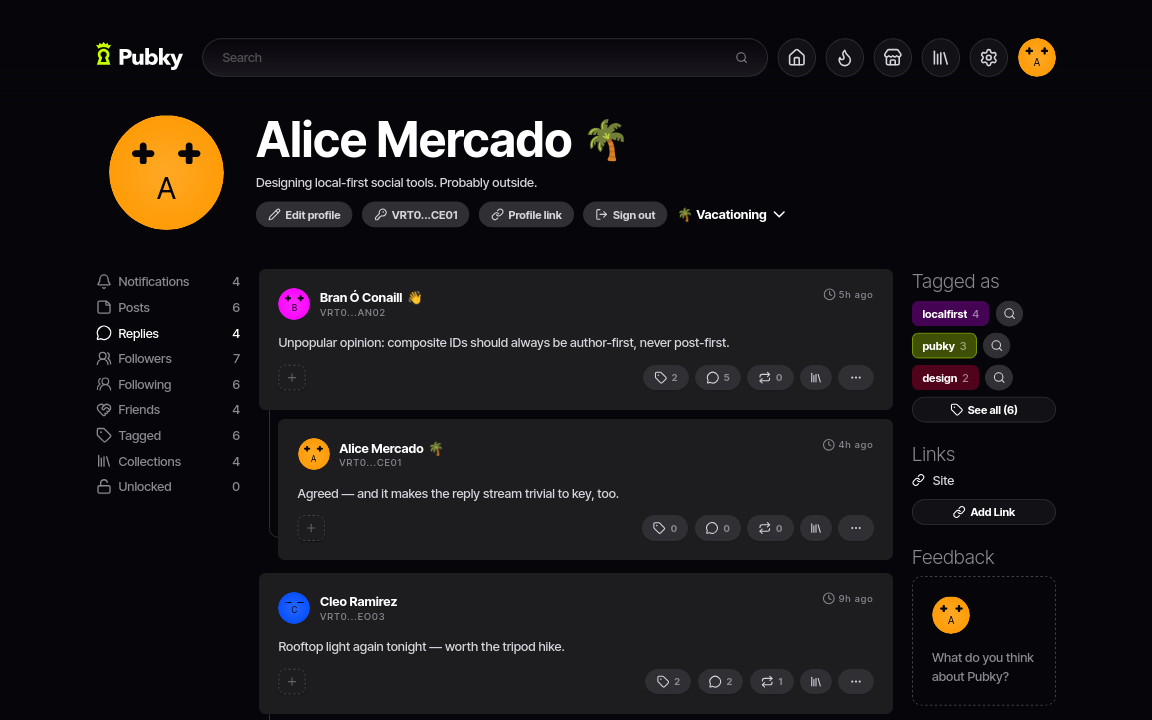 Pubky
Search
A
A
Alice Mercado 🌴
Designing local-first social tools. Probably outside.
Edit profile
VRT0...CE01
Profile link
Sign out
🌴 Vacationing
Notifications 4
Posts 6
Replies 4
Followers 7
Following 6
Friends 4
Tagged 6
Collections 4
Unlocked 0
B
Bran Ó Conaill 👋
VRT0...AN02
5h ago
Unpopular opinion: composite IDs should always be author-first, never post-first.
+
2 5 0
A
Alice Mercado 🌴
VRT0...CE01
4h ago
Agreed — and it makes the reply stream trivial to key, too.
+
0 0 0
C
Cleo Ramirez
VRT0...EO03
9h ago
Rooftop light again tonight — worth the tripod hike.
+
2 2 1
Tagged as
localfirst 4
pubky 3
design 2
See all (6)
Links
Site
Add Link
Feedback
A
What do you think
about Pubky?